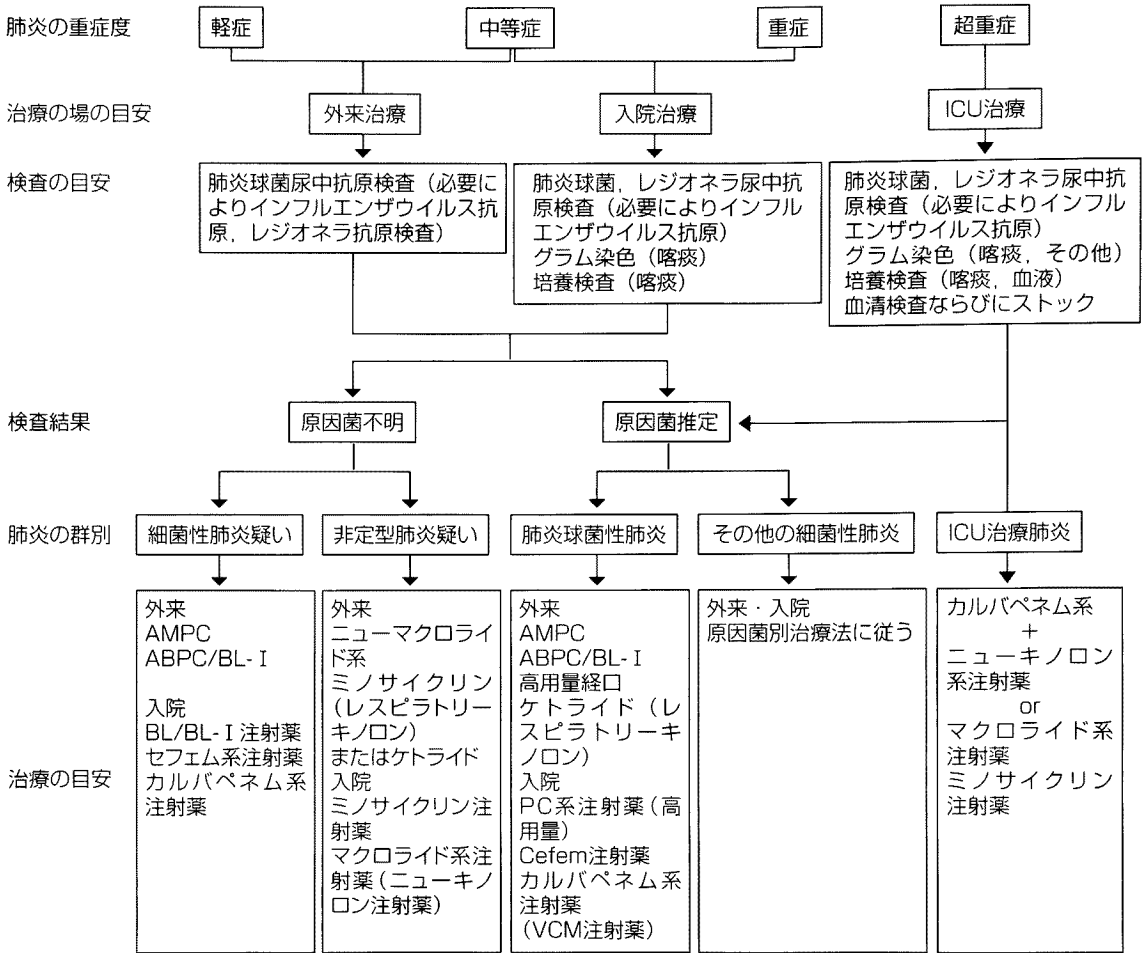 肺炎の重症度
軽症
中等症
重症
超重症
治療の場の目安
外来治療
入院治療
ICU治療
検査の目安
肺炎球菌尿中抗原検査（必要に
よりインフルエンザウイルス抗
原，レジオネラ抗原検査）
肺炎球菌，レジオネラ尿中抗
原検査（必要によりインフル
エンザウイルス抗原）
グラム染色（喀痰）
培養検査（喀痰）
肺炎球菌，レジオネラ尿中抗
原検査（必要によりインフル
エンザウイルス抗原）
グラム染色（喀痰，その他）
培養検査（喀痰，血液）
血清検査ならびにストック
検査結果
原因菌不明
原因菌推定
肺炎の群別
細菌性肺炎疑い
非定型肺炎疑い
肺炎球菌性肺炎
その他の細菌性肺炎
ICU治療肺炎
治療の目安
外来
AMPC
ABPC/BL-I
入院
BL/BL-I注射薬
セフェム系注射薬
カルバペネム系
注射薬
外来
ニューマクロライ
ド系
ミノサイクリン
（レスピラトリー
キノロン）
またはケトライド
入院
ミノサイクリン注
射薬
マクロライド系注
射薬（ニューキノ
ロン注射薬）
外来
AMPC
ABPC/BL-I
高用量経口
ケトライド（レ
スピラトリーキ
ノロン）
入院
PC系注射薬（高
用量）
Cefem注射薬
カルバペネム系
注射薬
（VCM注射薬）
外来・入院
原因菌別治療法に従う
カルバペネム系
+
ニューキノロン
系注射薬
or
マクロライド系
注射薬
ミノサイクリン
注射薬